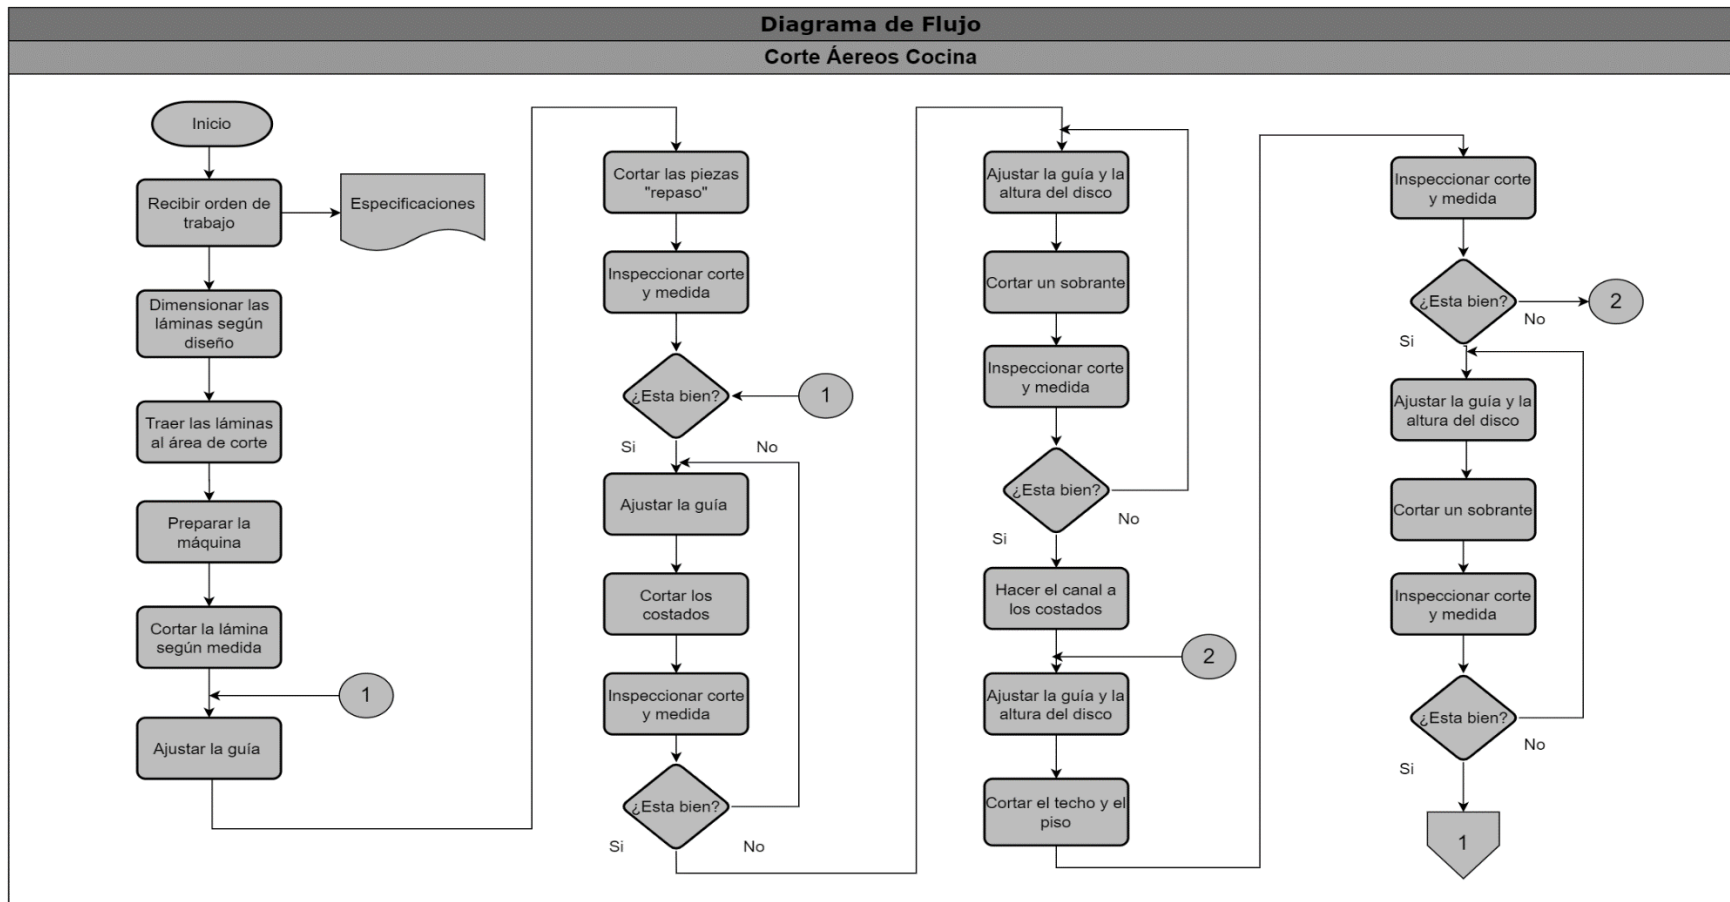 Diagrama de Flujo
Corte Áereos Cocina
Inicio
Recibir orden de
trabajo
Especificaciones
Dimensionar las
láminas según
diseño
Traer las láminas
al área de corte
Preparar la
máquina
Cortar la lámina
según medida
1
Ajustar la guía
Cortar las piezas
"repaso"
Inspeccionar corte
y medida
¿Esta bien?
1
Si
No
Ajustar la guía
Cortar los
costados
Inspeccionar corte
y medida
¿Esta bien?
Si
No
Ajustar la guía y la
altura del disco
Cortar un sobrante
Inspeccionar corte
y medida
¿Esta bien?
No
Si
Hacer el canal a
los costados
2
Ajustar la guía y la
altura del disco
Cortar el techo y el
piso
Inspeccionar corte
y medida
¿Esta bien?
2
No
Si
Ajustar la guía y la
altura del disco
Cortar un sobrante
Inspeccionar corte
y medida
¿Esta bien?
No
Si
1